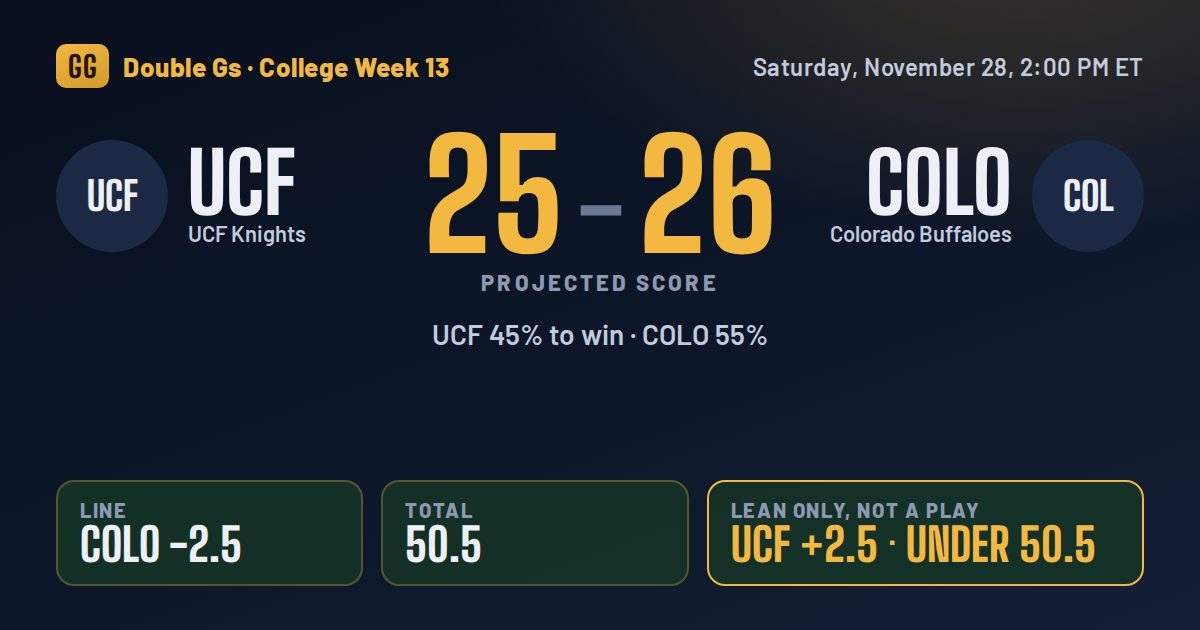 GG Double Gs · College Week 13
Saturday, November 28, 2:00 PM ET
UCF
UCF
UCF Knights
25 – 26
PROJECTED SCORE
UCF 45% to win · COLO 55%
COLO
Colorado Buffaloes
COL
LINE
COLO −2.5
TOTAL
50.5
LEAN ONLY, NOT A PLAY
UCF +2.5 · UNDER 50.5